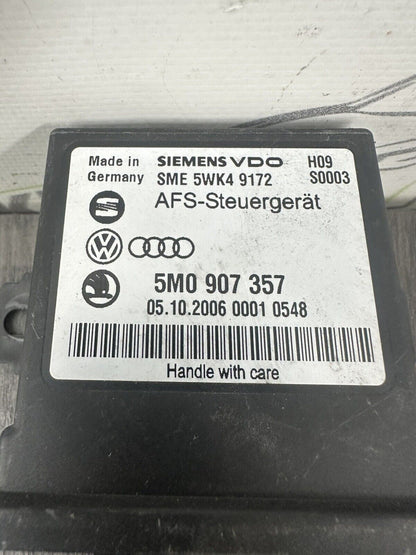 Made in SIEMENS VDO H09
Germany SME 5WK4 9172 S0003
AFS-Steuergerät
5M0 907 357
05.10.2006 0001 0548
Handle with care